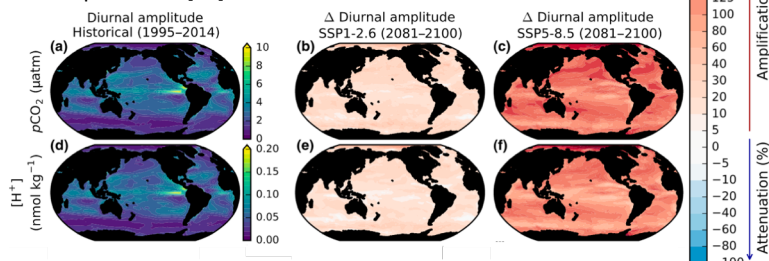 Diurnal amplitude
Historical (1995–2014)
Δ Diurnal amplitude
SSP1-2.6 (2081–2100)
Δ Diurnal amplitude
SSP5-8.5 (2081–2100)
(a)
(b)
(c)
pCO2 (μatm)
10
8
6
4
2
0
(d)
(e)
(f)
[H+]
(nmol kg−1)
0.20
0.15
0.10
0.05
0.00
125
100
80
60
40
30
20
10
5
0
−5
−10
−20
−40
−60
−80
Attenuation (%)